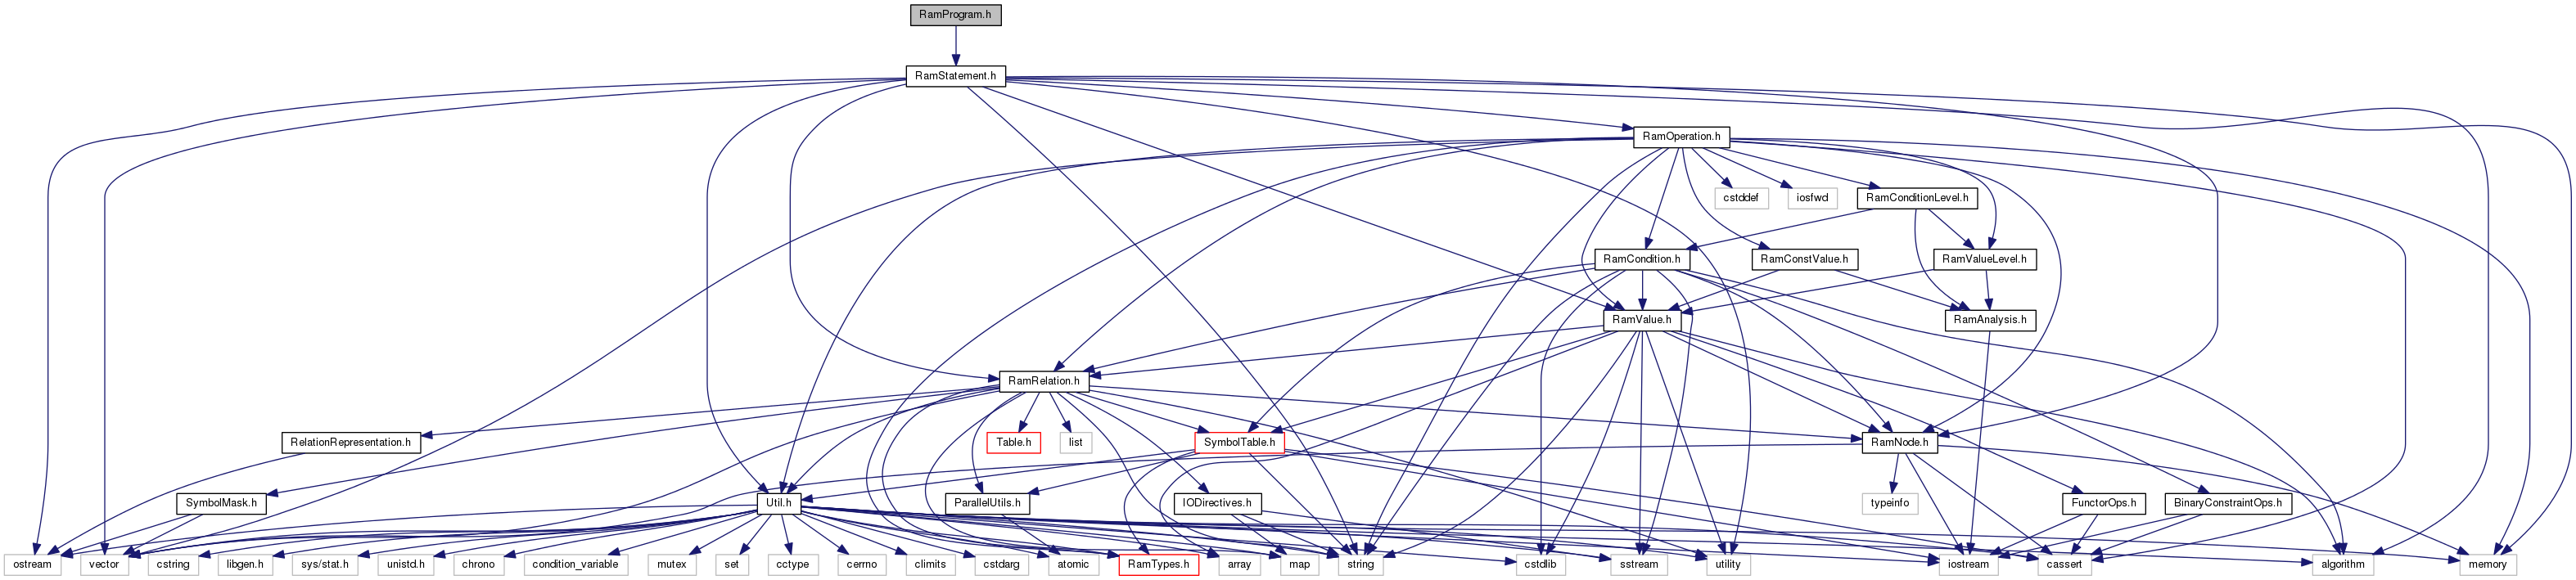 RamProgram.h
RamStatement.h
RamOperation.h
cstddef
iosfwd
RamConditionLevel.h
RamCondition.h
RamConstValue.h
RamValueLevel.h
RamValue.h
RamAnalysis.h
RamRelation.h
RelationRepresentation.h
Table.h
list
SymbolTable.h
RamNode.h
SymbolMask.h
Util.h
ParallelUtils.h
IODirectives.h
typeinfo
FunctorOps.h
BinaryConstraintOps.h
ostream
vector
cstring
libgen.h
sys/stat.h
unistd.h
chrono
condition_variable
mutex
set
cctype
cerrno
climits
cstdarg
atomic
RamTypes.h
array
map
string
cstdlib
sstream
utility
iostream
cassert
algorithm
memory